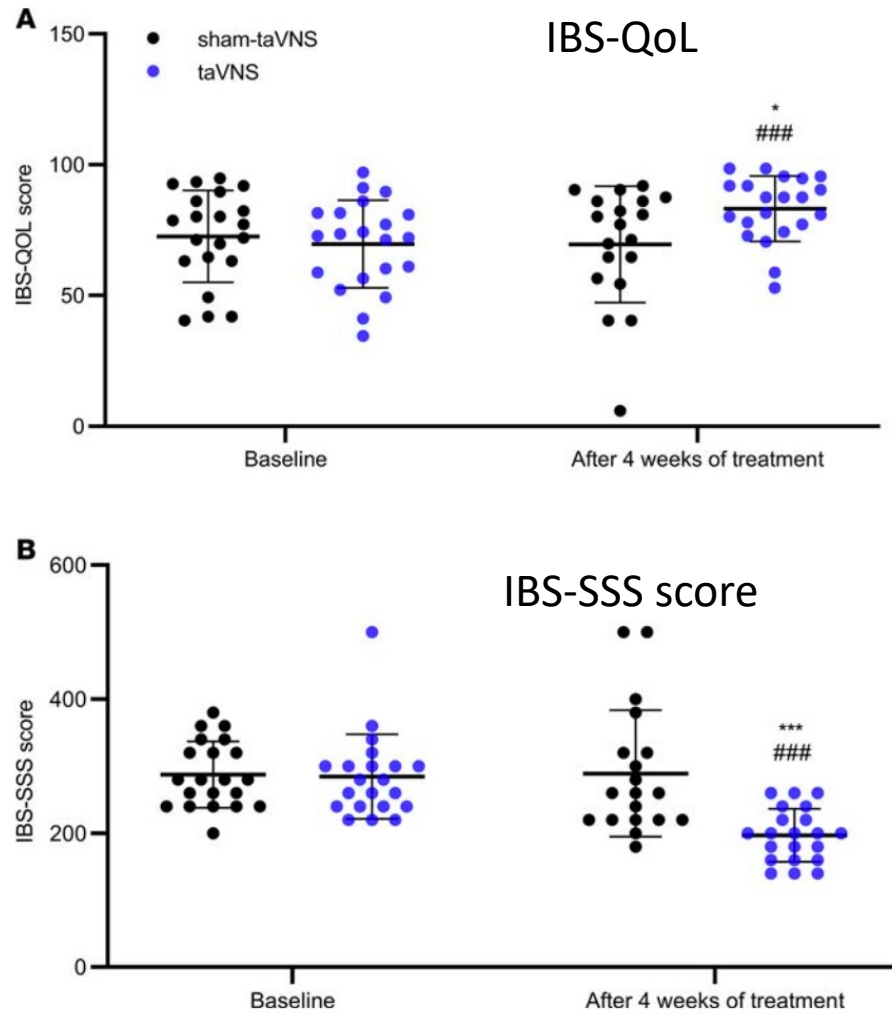 A
IBS-QoL
150
100
50
0
IBS-QOL score
sham-taVNS
taVNS
*
###
Baseline
After 4 weeks of treatment
B
IBS-SSS score
600
400
200
0
IBS-SSS score
***
###
Baseline
After 4 weeks of treatment